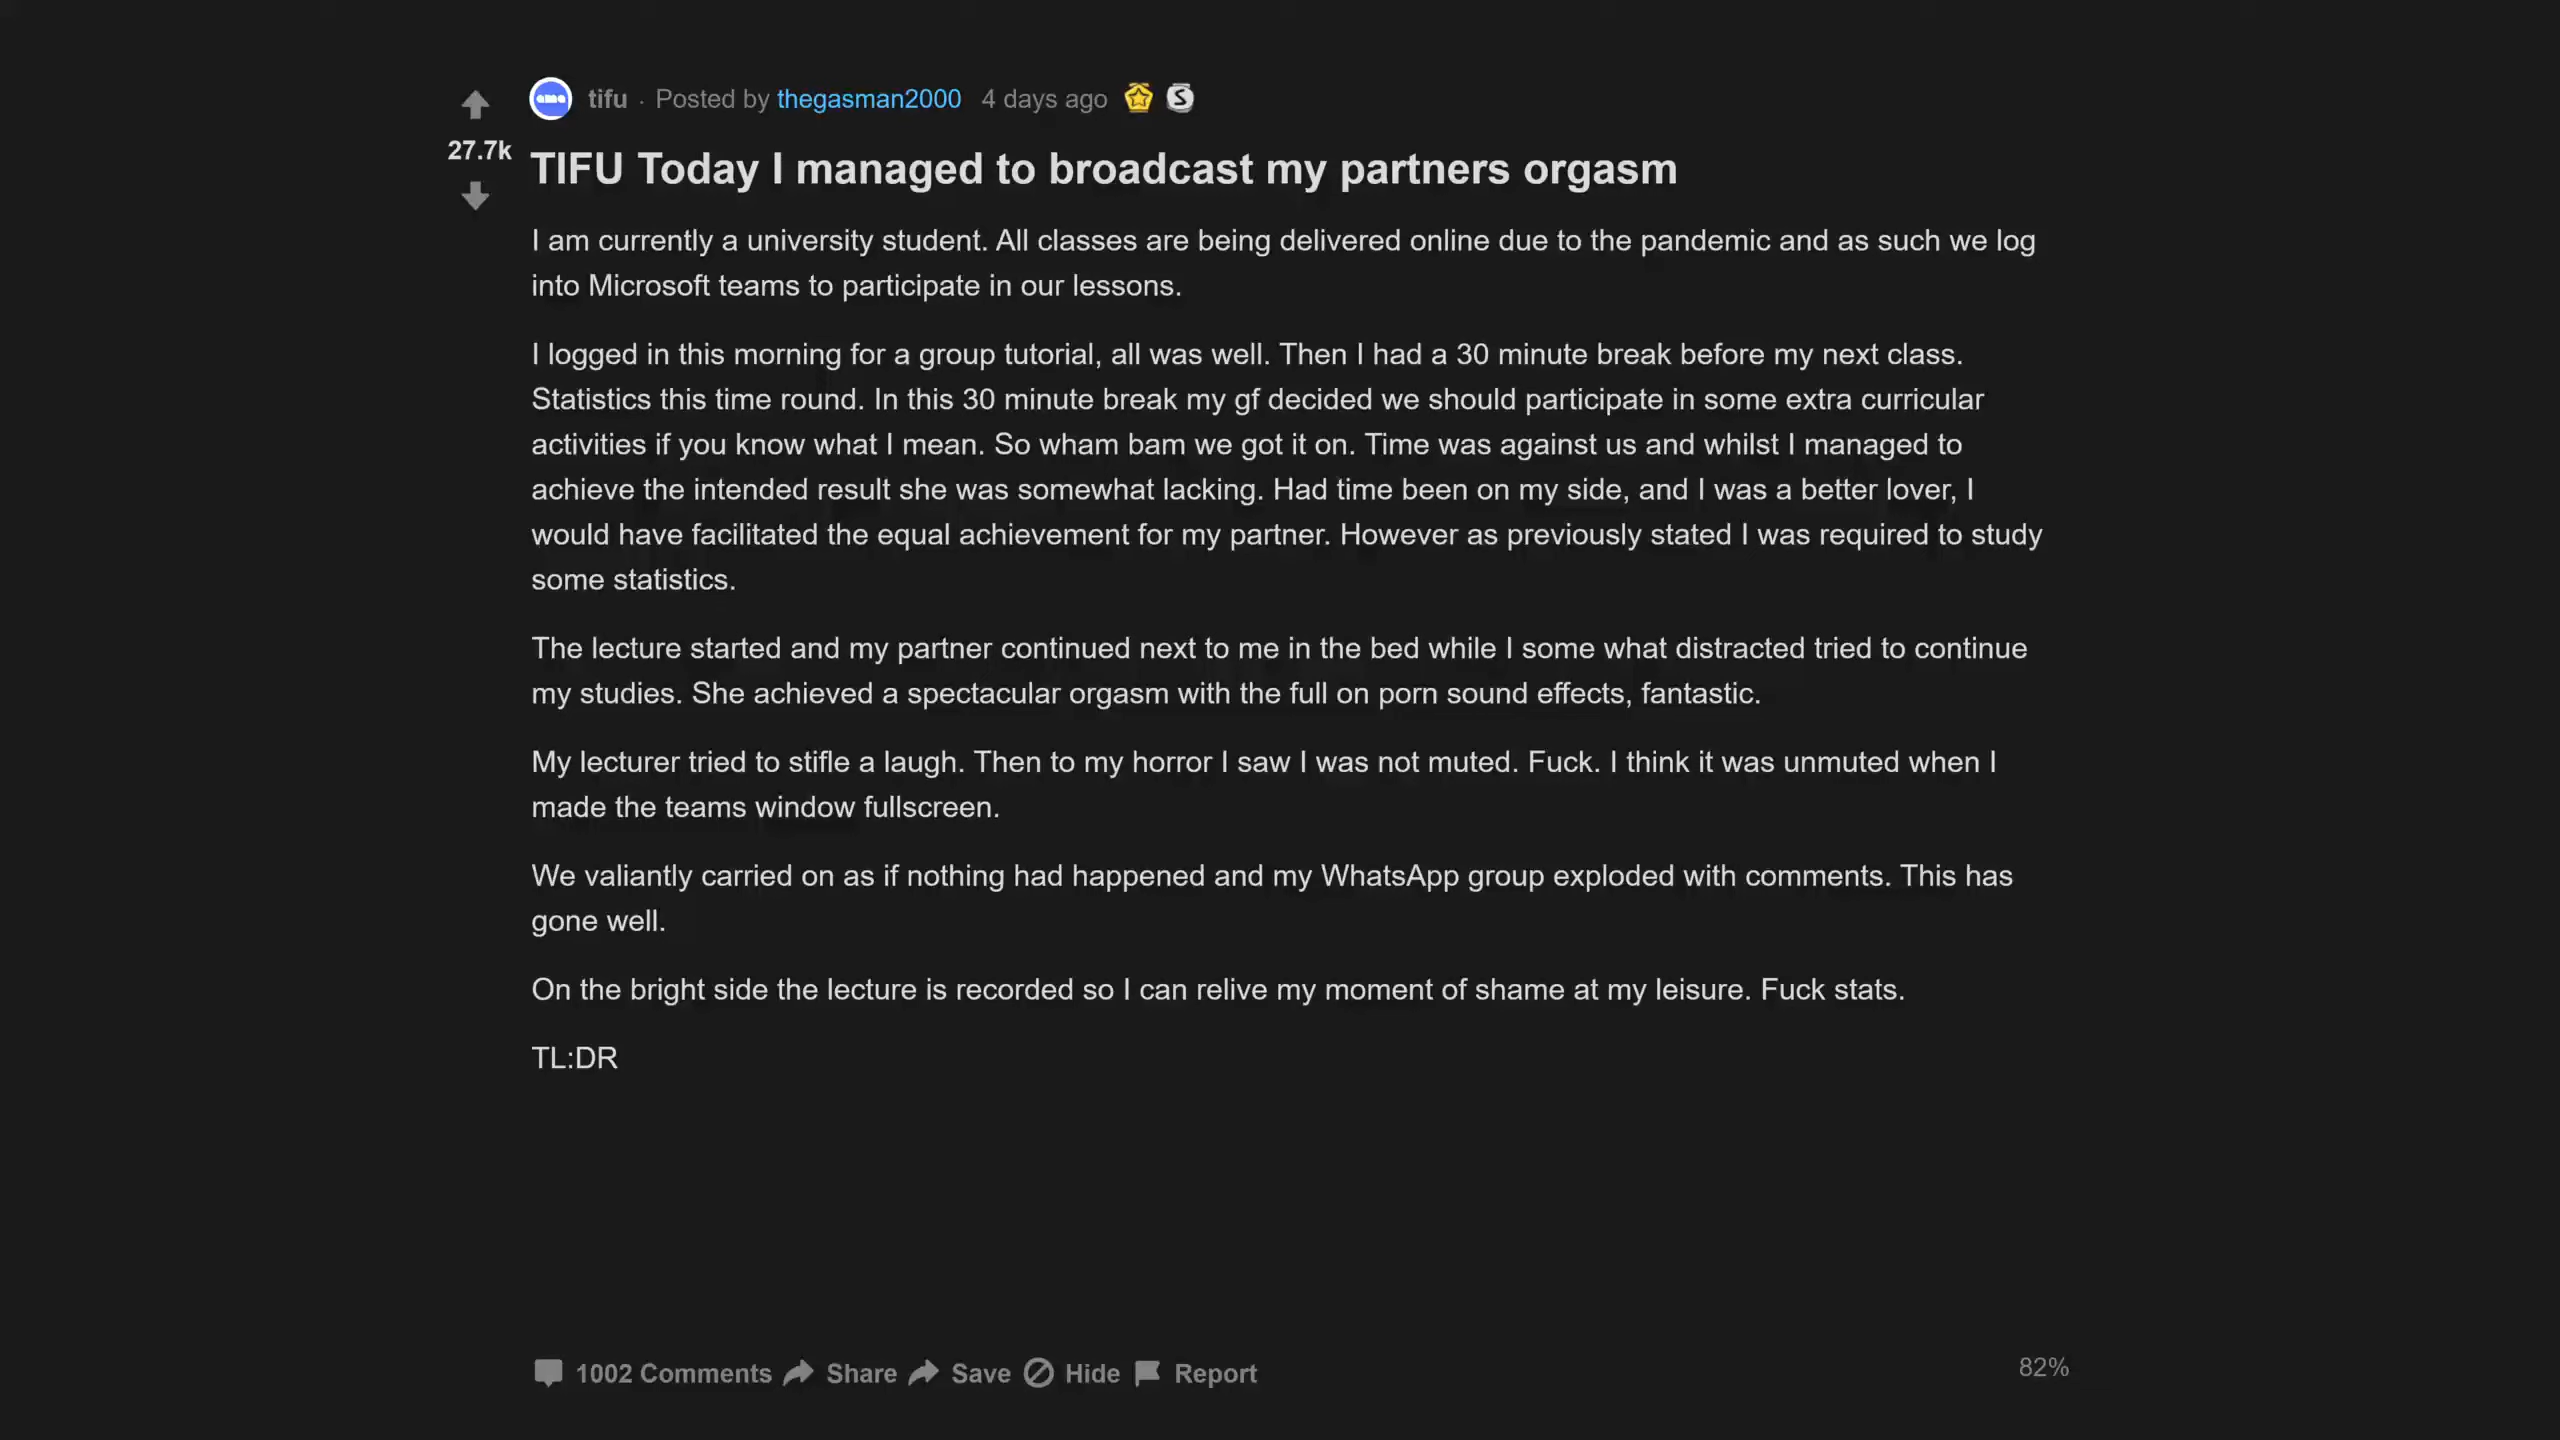 tifu · Posted by thegasman2000 4 days ago
27.7k
TIFU Today I managed to broadcast my partners orgasm
I am currently a university student. All classes are being delivered online due to the pandemic and as such we log
into Microsoft teams to participate in our lessons.
I logged in this morning for a group tutorial, all was well. Then I had a 30 minute break before my next class.
Statistics this time round. In this 30 minute break my gf decided we should participate in some extra curricular
activities if you know what I mean. So wham bam we got it on. Time was against us and whilst I managed to
achieve the intended result she was somewhat lacking. Had time been on my side, and I was a better lover, I
would have facilitated the equal achievement for my partner. However as previously stated I was required to study
some statistics.
The lecture started and my partner continued next to me in the bed while I some what distracted tried to continue
my studies. She achieved a spectacular orgasm with the full on porn sound effects, fantastic.
My lecturer tried to stifle a laugh. Then to my horror I saw I was not muted. Fuck. I think it was unmuted when I
made the teams window fullscreen.
We valiantly carried on as if nothing had happened and my WhatsApp group exploded with comments. This has
gone well.
On the bright side the lecture is recorded so I can relive my moment of shame at my leisure. Fuck stats.
TL:DR
1002 Comments Share Save Hide Report
82%